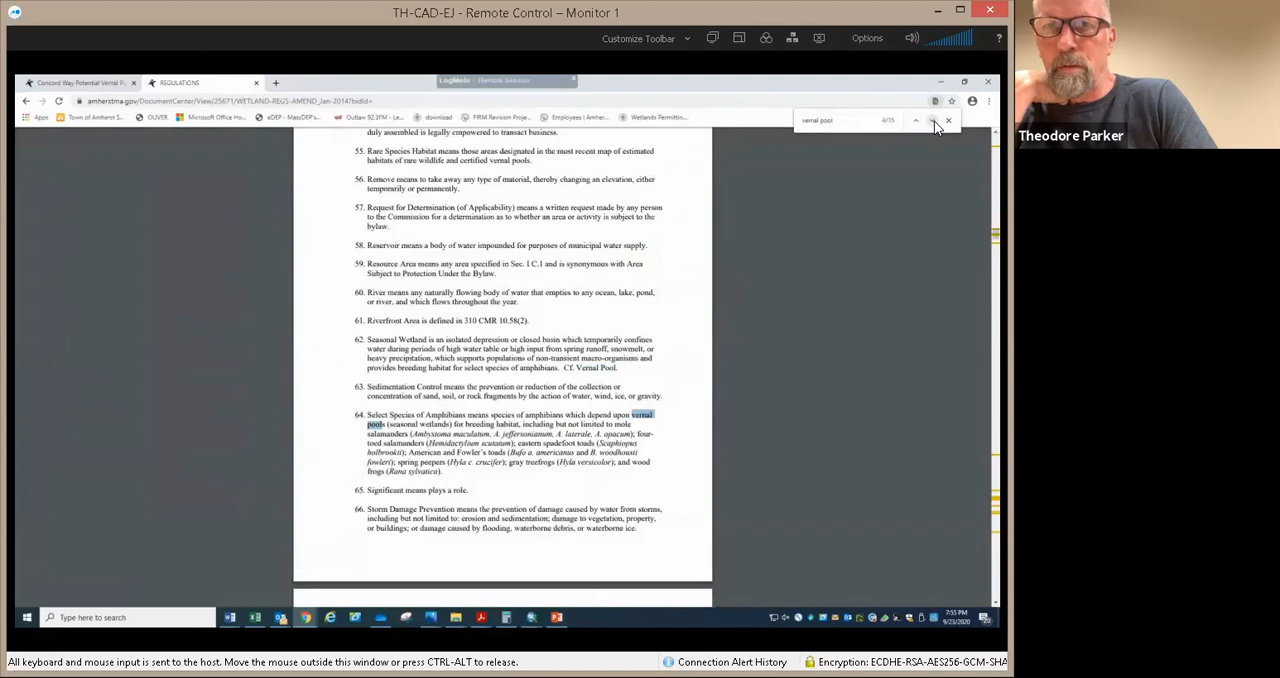 TH-CAD-EJ - Remote Control – Monitor 1
Customize Toolbar
Options
?
Concord Way Potential Vernal P
REGULATIONS
LogMeIn - Remote Session
amherstma.gov/DocumentCenter/View/25671/WETLAND-REGS-AMEND_Jan-2014?bidId=
Apps
Town of Amherst S...
OLIVER
Microsoft Office Ho...
eDEP - MassDEP's...
Outlaw 92.3FM - L...
download
FIRM Revision Proje...
Employees | Amher...
Wetlands Permittin...
vernal pool
4/15
Theodore Parker
duly assembled is legally empowered to transact business.
55. Rare Species Habitat means those areas designated in the most recent map of estimated
habitats of rare wildlife and certified vernal pools.
56. Remove means to take away any type of material, thereby changing an elevation, either
temporarily or permanently.
57. Request for Determination (of Applicability) means a written request made by any person
to the Commission for a determination as to whether an area or activity is subject to the
bylaw.
58. Reservoir means a body of water impounded for purposes of municipal water supply.
59. Resource Area means any area specified in Sec. I C.1 and is synonymous with Area
Subject to Protection Under the Bylaw.
60. River means any naturally flowing body of water that empties to any ocean, lake, pond,
or river, and which flows throughout the year.
61. Riverfront Area is defined in 310 CMR 10.58(2).
62. Seasonal Wetland is an isolated depression or closed basin which temporarily confines
water during periods of high water table or high input from spring runoff, snowmelt, or
heavy precipitation, which supports populations of non-transient macro-organisms and
provides breeding habitat for select species of amphibians. Cf. Vernal Pool.
63. Sedimentation Control means the prevention or reduction of the collection or
concentration of sand, soil, or rock fragments by the action of water, wind, ice, or gravity.
64. Select Species of Amphibians means species of amphibians which depend upon vernal
pools (seasonal wetlands) for breeding habitat, including but not limited to mole
salamanders (Ambystoma maculatum, A. jeffersonianum, A. laterale, A. opacum); four-
toed salamanders (Hemidactylium scutatum); eastern spadefoot toads (Scaphiopus
holbrookii); American and Fowler's toads (Bufo a. americanus and B. woodhousii
fowleri); spring peepers (Hyla c. crucifer); gray treefrogs (Hyla versicolor); and wood
frogs (Rana sylvatica).
65. Significant means plays a role.
66. Storm Damage Prevention means the prevention of damage caused by water from storms,
including but not limited to: erosion and sedimentation; damage to vegetation, property,
or buildings; or damage caused by flooding, waterborne debris, or waterborne ice.
Type here to search
7:55 PM
9/23/2020
All keyboard and mouse input is sent to the host. Move the mouse outside this window or press CTRL-ALT to release.
Connection Alert History
Encryption: ECDHE-RSA-AES256-GCM-SHA